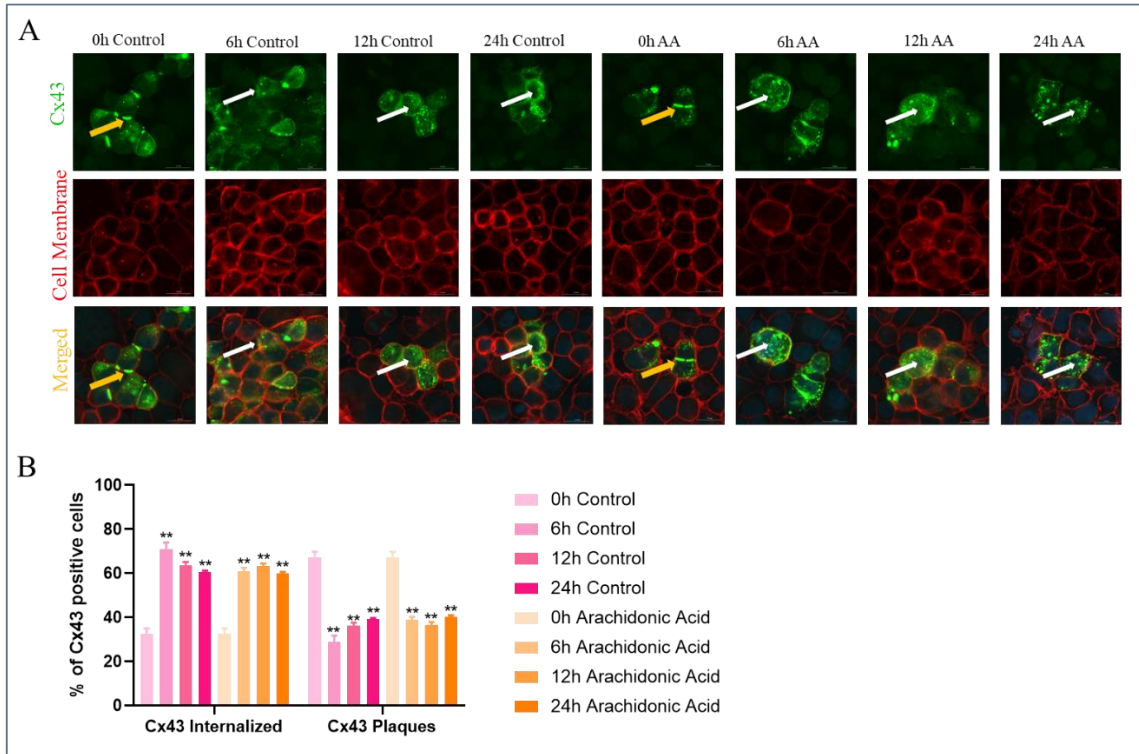 A
0h Control 6h Control 12h Control 24h Control 0h AA 6h AA 12h AA 24h AA
Cx43
Cell Membrane
Merged
B
% of Cx43 positive cells
100
80
60
40
20
0
** ** ** ** ** **
** ** ** ** ** **
Cx43 Internalized Cx43 Plaques
0h Control
6h Control
12h Control
24h Control
0h Arachidonic Acid
6h Arachidonic Acid
12h Arachidonic Acid
24h Arachidonic Acid